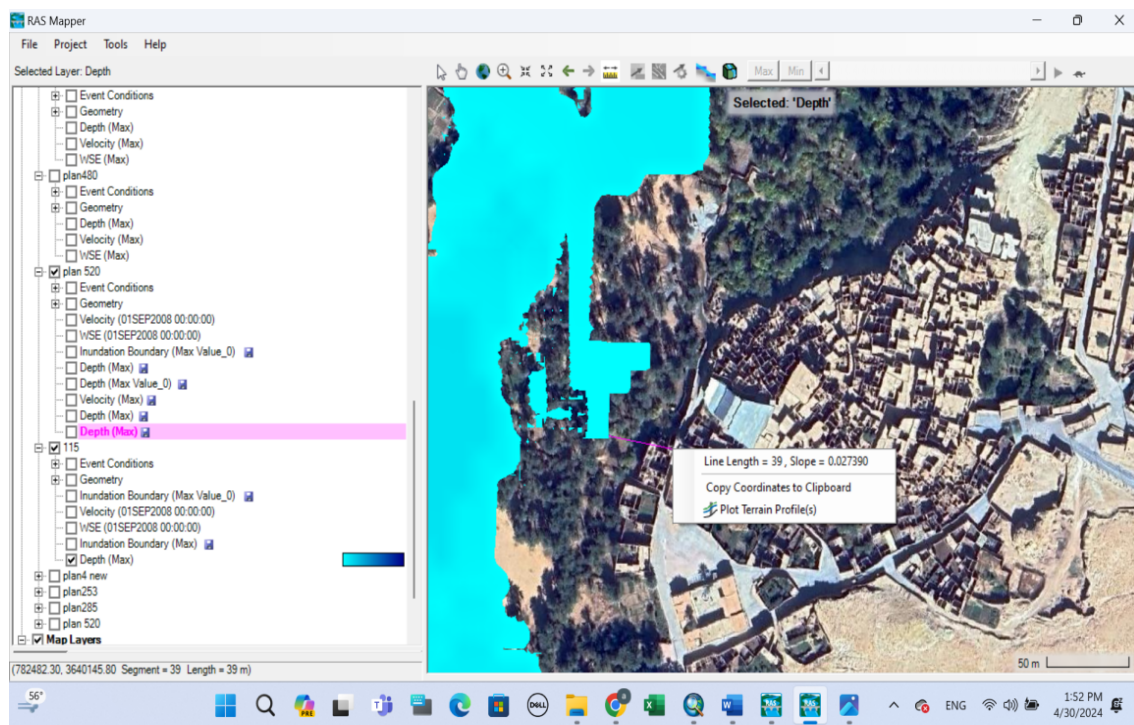 RAS Mapper
File Project Tools Help
Selected Layer: Depth
Max Min
Event Conditions
Geometry
Depth (Max)
Velocity (Max)
WSE (Max)
plan480
Event Conditions
Geometry
Depth (Max)
Velocity (Max)
WSE (Max)
plan 520
Event Conditions
Geometry
Velocity (01SEP2008 00:00:00)
WSE (01SEP2008 00:00:00)
Inundation Boundary (Max Value_0)
Depth (Max)
Depth (Max Value_0)
Velocity (Max)
Depth (Max)
Depth (Max)
115
Event Conditions
Geometry
Inundation Boundary (Max Value_0)
Velocity (01SEP2008 00:00:00)
WSE (01SEP2008 00:00:00)
Inundation Boundary (Max)
Depth (Max)
plan4 new
plan253
plan285
plan 520
Map Layers
(782482.30, 3640145.80 Segment = 39 Length = 39 m)
Selected: 'Depth'
Line Length = 39 , Slope = 0.027390
Copy Coordinates to Clipboard
Plot Terrain Profile(s)
50 m
56°
PRE
DELL
W
RAS
RAS
ENG
1:52 PM
4/30/2024